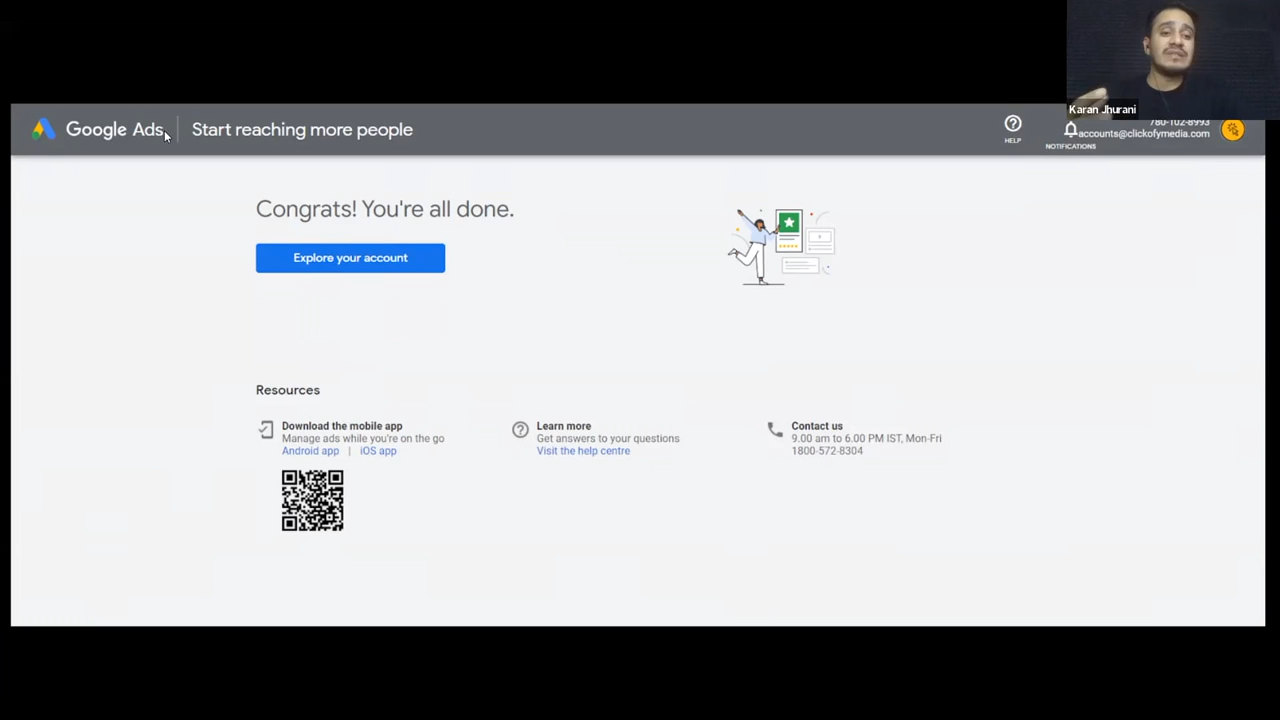 Karan Jhurani
Google Ads
Start reaching more people
HELP
NOTIFICATIONS
780-102-8993
accounts@clickofymedia.com
Congrats! You're all done.
Explore your account
Resources
Download the mobile app
Manage ads while you're on the go
Android app | iOS app
Learn more
Get answers to your questions
Visit the help centre
Contact us
9.00 am to 6.00 PM IST, Mon-Fri
1800-572-8304